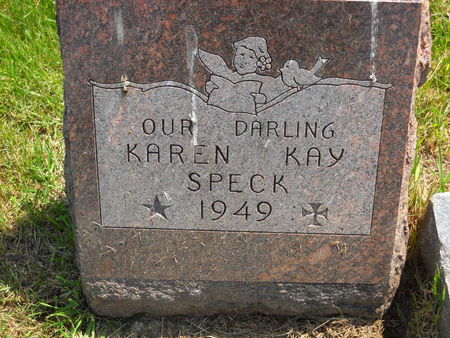 OUR DARLING
KAREN KAY
SPECK
1949